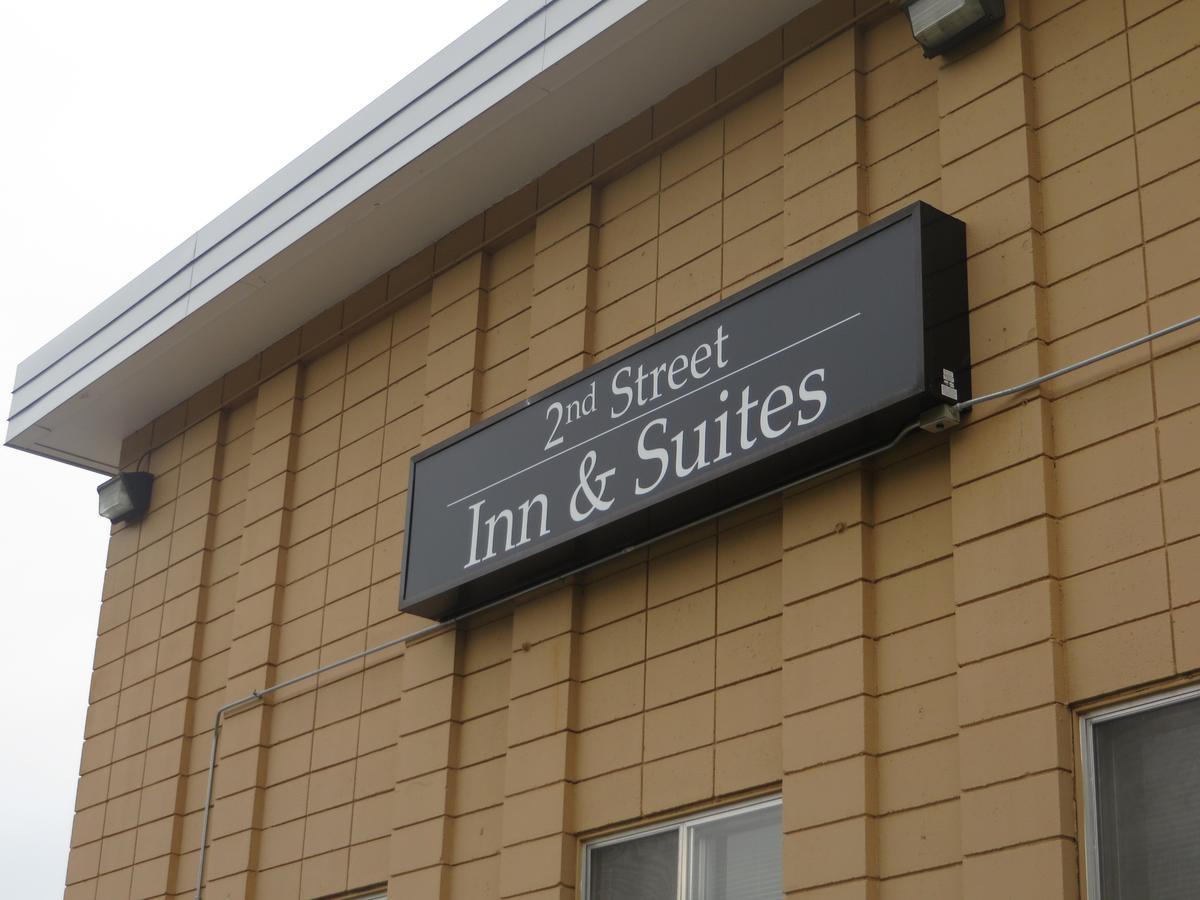 2nd Street
Inn & Suites